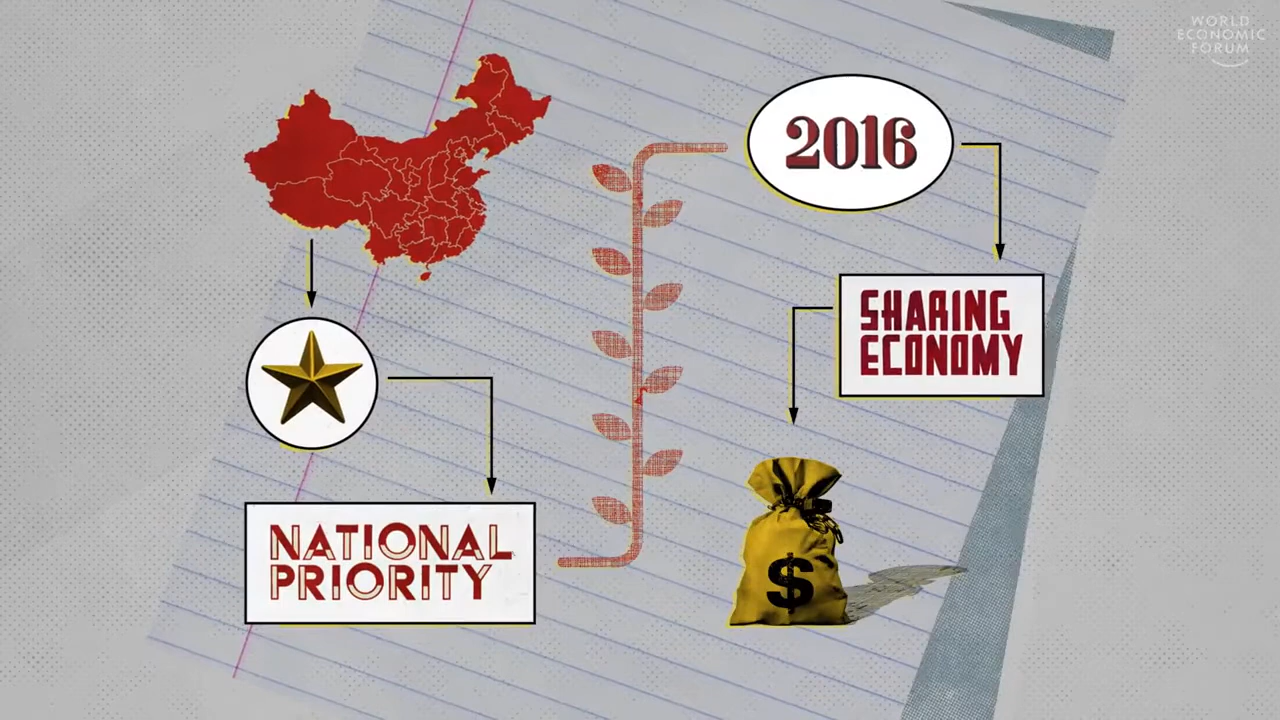 WORLD
ECONOMIC
FORUM
2016
SHARING
ECONOMY
NATIONAL
PRIORITY
$